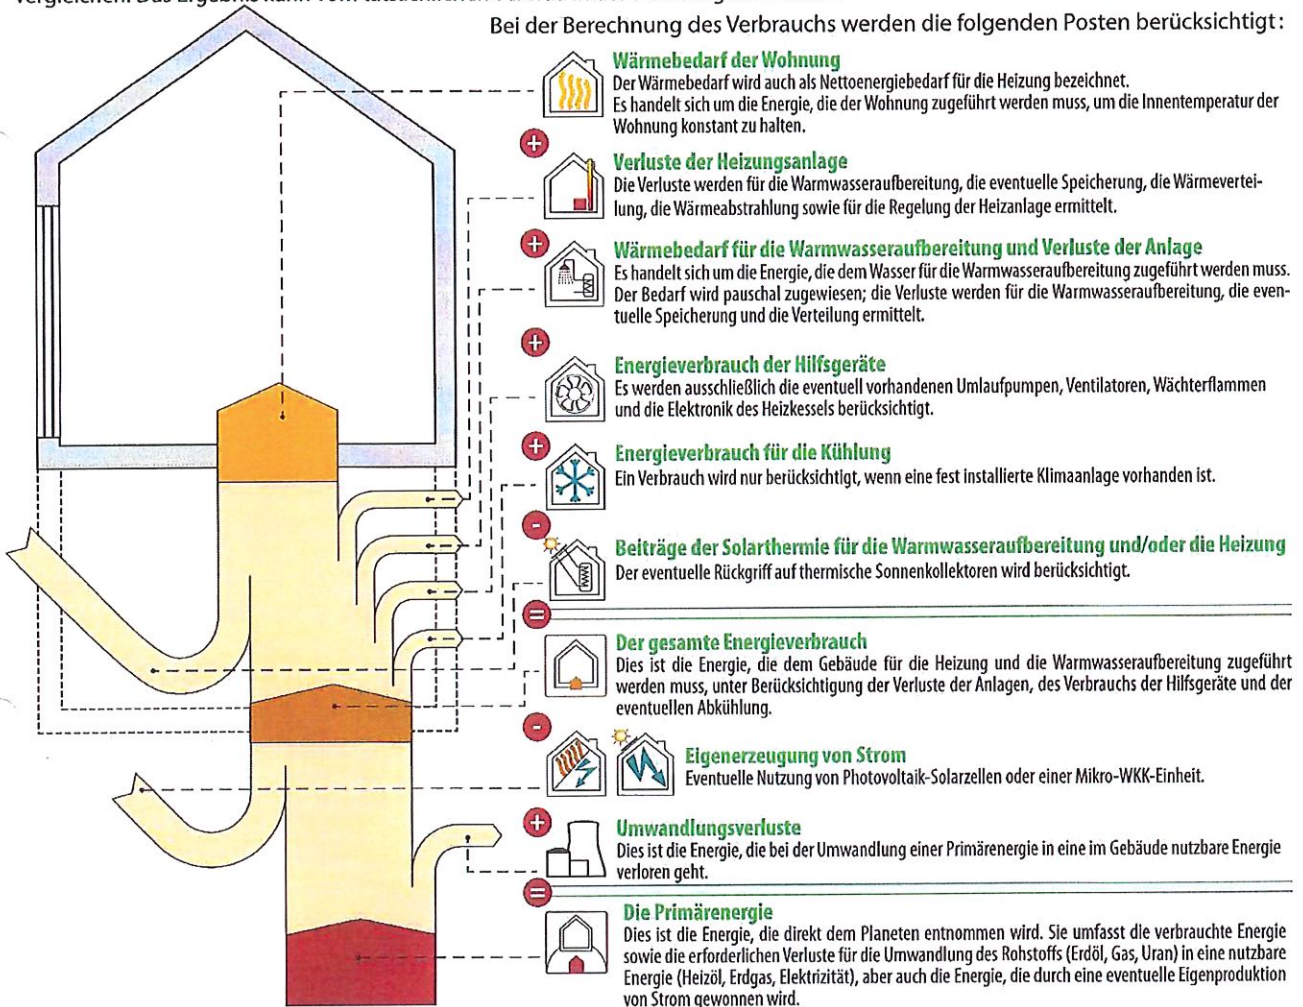 Bei der Berechnung des Verbrauchs werden die folgenden Posten berücksichtigt:
Wärmebedarf der Wohnung
Der Wärmebedarf wird auch als Nettoenergiebedarf für die Heizung bezeichnet.
Es handelt sich um die Energie, die der Wohnung zugeführt werden muss, um die Innentemperatur der
Wohnung konstant zu halten.
+
Verluste der Heizungsanlage
Die Verluste werden für die Warmwasseraufbereitung, die eventuelle Speicherung, die Wärmevertei-
lung, die Wärmeabstrahlung sowie für die Regelung der Heizanlage ermittelt.
+
Wärmebedarf für die Warmwasseraufbereitung und Verluste der Anlage
Es handelt sich um die Energie, die dem Wasser für die Warmwasseraufbereitung zugeführt werden muss.
Der Bedarf wird pauschal zugewiesen; die Verluste werden für die Warmwasseraufbereitung, die even-
tuelle Speicherung und die Verteilung ermittelt.
+
Energieverbrauch der Hilfsgeräte
Es werden ausschließlich die eventuell vorhandenen Umlaufpumpen, Ventilatoren, Wächterflammen
und die Elektronik des Heizkessels berücksichtigt.
+
Energieverbrauch für die Kühlung
Ein Verbrauch wird nur berücksichtigt, wenn eine fest installierte Klimaanlage vorhanden ist.
-
Beiträge der Solarthermie für die Warmwasseraufbereitung und/oder die Heizung
Der eventuelle Rückgriff auf thermische Sonnenkollektoren wird berücksichtigt.
=
Der gesamte Energieverbrauch
Dies ist die Energie, die dem Gebäude für die Heizung und die Warmwasseraufbereitung zugeführt
werden muss, unter Berücksichtigung der Verluste der Anlagen, des Verbrauchs der Hilfsgeräte und der
eventuellen Abkühlung.
-
Eigenerzeugung von Strom
Eventuelle Nutzung von Photovoltaik-Solarzellen oder einer Mikro-WKK-Einheit.
+
Umwandlungsverluste
Dies ist die Energie, die bei der Umwandlung einer Primärenergie in eine im Gebäude nutzbare Energie
verloren geht.
=
Die Primärenergie
Dies ist die Energie, die direkt dem Planeten entnommen wird. Sie umfasst die verbrauchte Energie
sowie die erforderlichen Verluste für die Umwandlung des Rohstoffs (Erdöl, Gas, Uran) in eine nutzbare
Energie (Heizöl, Erdgas, Elektrizität), aber auch die Energie, die durch eine eventuelle Eigenproduktion
von Strom gewonnen wird.